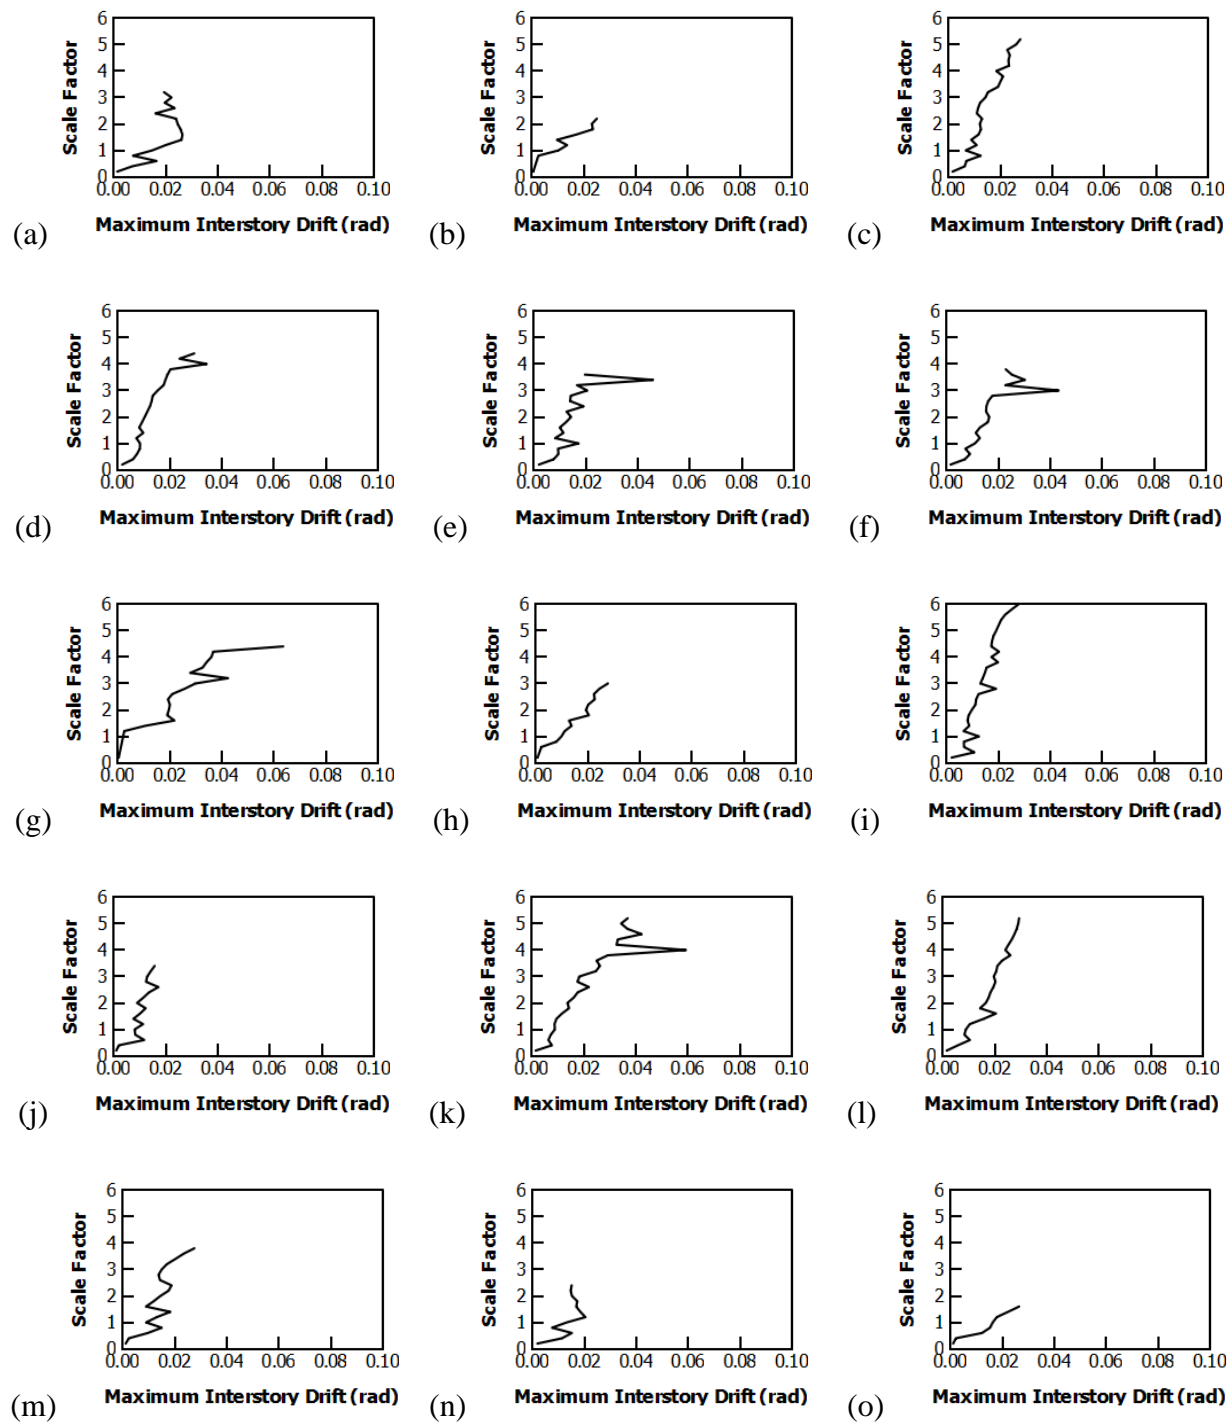 Scale Factor
6
5
4
3
2
1
0
0.00 0.02 0.04 0.06 0.08 0.10
(a) Maximum Interstory Drift (rad)
Scale Factor
6
5
4
3
2
1
0
0.00 0.02 0.04 0.06 0.08 0.10
(b) Maximum Interstory Drift (rad)
Scale Factor
6
5
4
3
2
1
0
0.00 0.02 0.04 0.06 0.08 0.10
(c) Maximum Interstory Drift (rad)
Scale Factor
6
5
4
3
2
1
0
0.00 0.02 0.04 0.06 0.08 0.10
(d) Maximum Interstory Drift (rad)
Scale Factor
6
5
4
3
2
1
0
0.00 0.02 0.04 0.06 0.08 0.10
(e) Maximum Interstory Drift (rad)
Scale Factor
6
5
4
3
2
1
0
0.00 0.02 0.04 0.06 0.08 0.10
(f) Maximum Interstory Drift (rad)
Scale Factor
6
5
4
3
2
1
0
0.00 0.02 0.04 0.06 0.08 0.10
(g) Maximum Interstory Drift (rad)
Scale Factor
6
5
4
3
2
1
0
0.00 0.02 0.04 0.06 0.08 0.10
(h) Maximum Interstory Drift (rad)
Scale Factor
6
5
4
3
2
1
0
0.00 0.02 0.04 0.06 0.08 0.10
(i) Maximum Interstory Drift (rad)
Scale Factor
6
5
4
3
2
1
0
0.00 0.02 0.04 0.06 0.08 0.10
(j) Maximum Interstory Drift (rad)
Scale Factor
6
5
4
3
2
1
0
0.00 0.02 0.04 0.06 0.08 0.10
(k) Maximum Interstory Drift (rad)
Scale Factor
6
5
4
3
2
1
0
0.00 0.02 0.04 0.06 0.08 0.10
(l) Maximum Interstory Drift (rad)
Scale Factor
6
5
4
3
2
1
0
0.00 0.02 0.04 0.06 0.08 0.10
(m) Maximum Interstory Drift (rad)
Scale Factor
6
5
4
3
2
1
0
0.00 0.02 0.04 0.06 0.08 0.10
(n) Maximum Interstory Drift (rad)
Scale Factor
6
5
4
3
2
1
0
0.00 0.02 0.04 0.06 0.08 0.10
(o) Maximum Interstory Drift (rad)